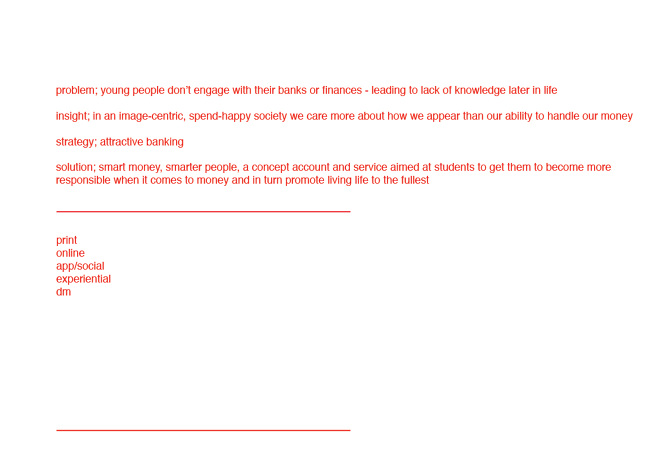 problem; young people don't engage with their banks or finances - leading to lack of knowledge later in life
insight; in an image-centric, spend-happy society we care more about how we appear than our ability to handle our money
strategy; attractive banking
solution; smart money, smarter people, a concept account and service aimed at students to get them to become more
responsible when it comes to money and in turn promote living life to the fullest
print
online
app/social
experiential
dm